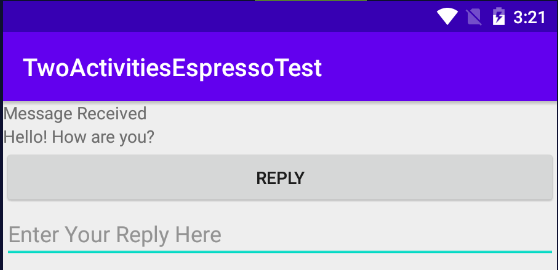 3:21
TwoActivitiesEspressoTest
Message Received
Hello! How are you?
REPLY
Enter Your Reply Here